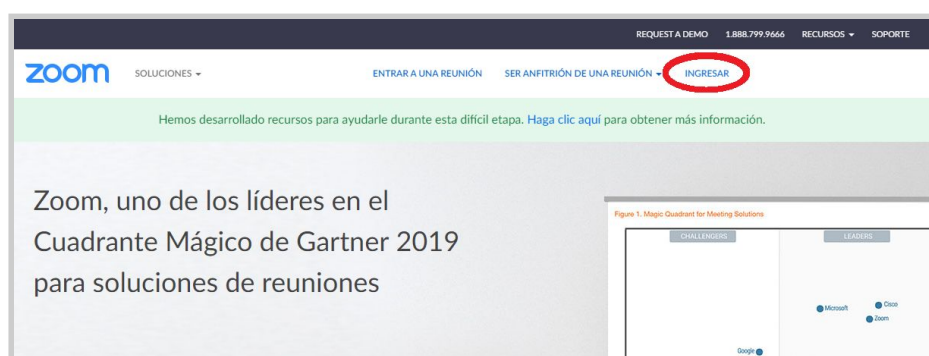 REQUEST A DEMO 1.888.799.9666 RECURSOS SOPORTE
zoom SOLUCIONES ENTRAR A UNA REUNIÓN SER ANFITRIÓN DE UNA REUNIÓN INGRESAR
Hemos desarrollado recursos para ayudarle durante esta difícil etapa. Haga clic aquí para obtener más información.
Zoom, uno de los líderes en el
Cuadrante Mágico de Gartner 2019
para soluciones de reuniones
Figure 1. Magic Quadrant for Meeting Solutions
CHALLENGERS LEADERS
Microsoft Cisco
Zoom
Google